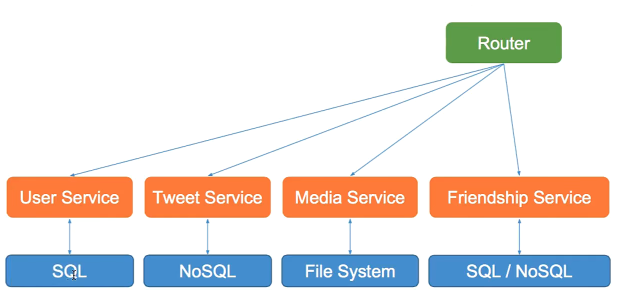 Router
User Service
Tweet Service
Media Service
Friendship Service
SQL
NoSQL
File System
SQL / NoSQL